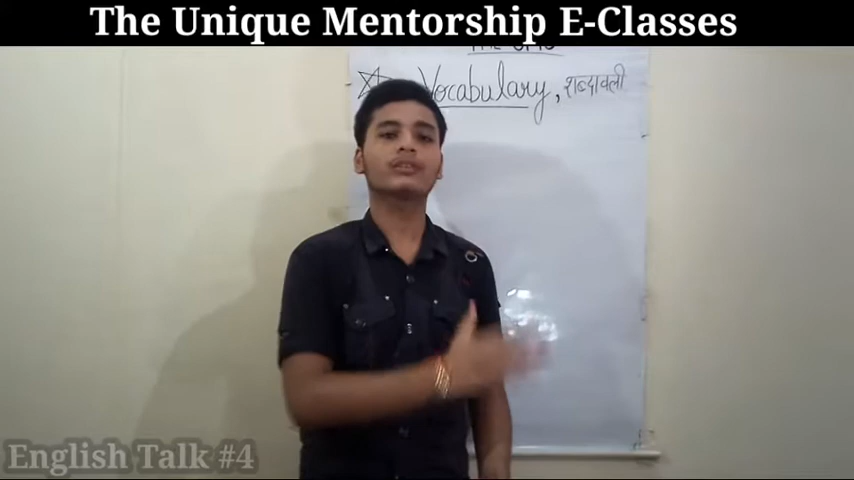 The Unique Mentorship E-Classes
Vocabulary, शब्दावली
English Talk #4